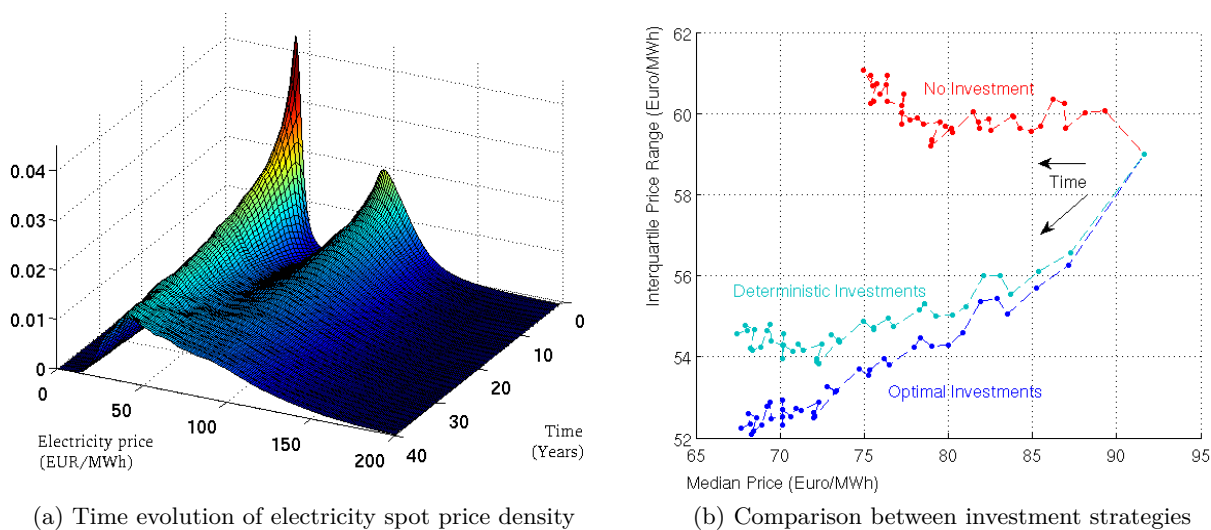 0.04
0.03
0.02
0.01
0
0
50
100
150
200
0
10
20
30
40
Electricity price
(EUR/MWh)
Time
(Years)
(a) Time evolution of electricity spot price density
62
61
60
59
58
57
56
54
52
Interquartile Price Range (Euro/MWh)
No Investment
Time
Deterministic Investments
Optimal Investments
65
70
75
80
85
90
95
Median Price (Euro/MWh)
(b) Comparison between investment strategies